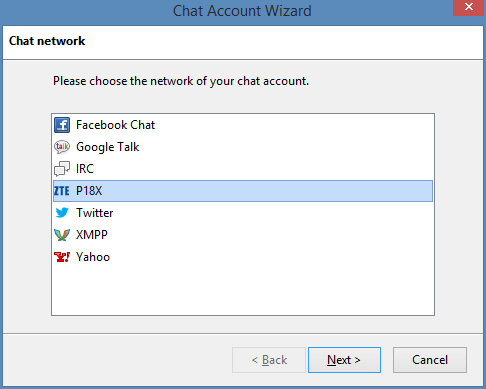 Chat Account Wizard
Chat network
Please choose the network of your chat account.
Facebook Chat
talk Google Talk
IRC
ZTE P18X
Twitter
XMPP
Y! Yahoo
< Back Next > Cancel